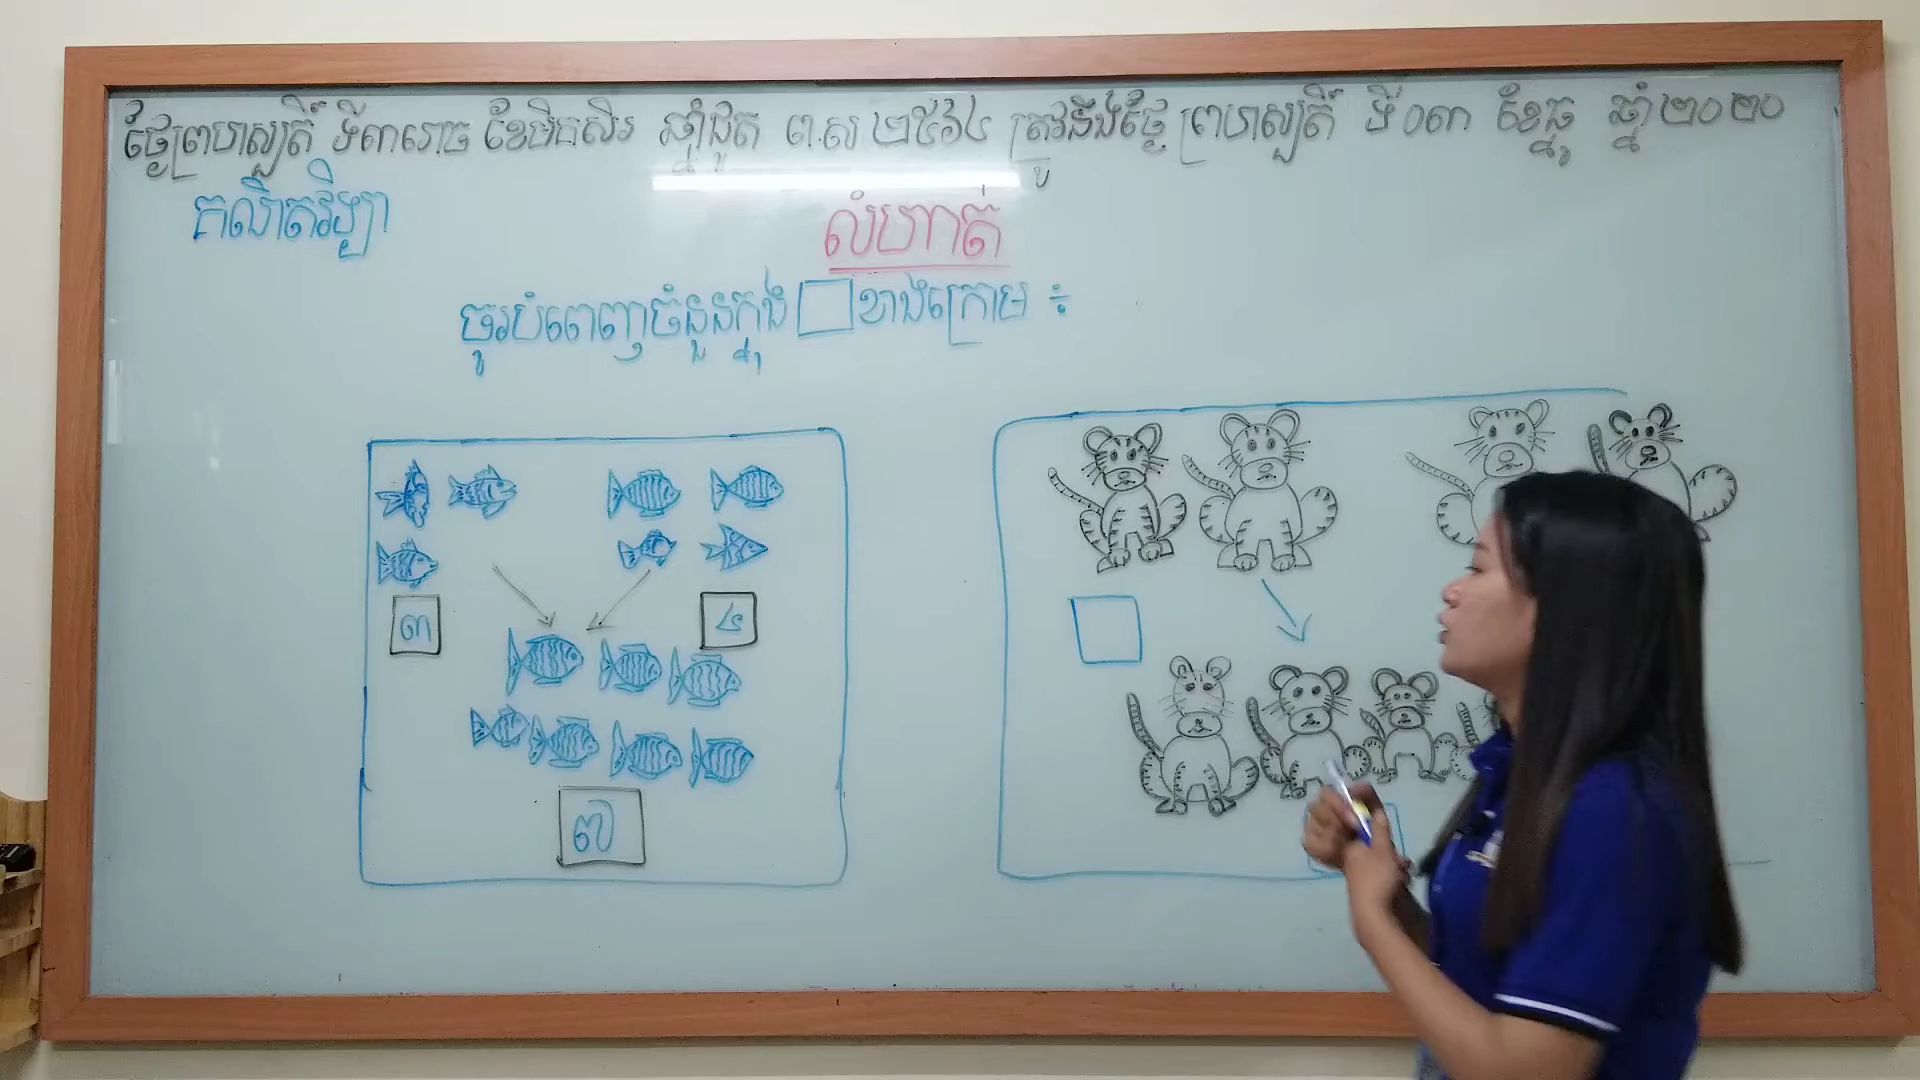 ថ្ងៃព្រហស្បតិ៍ ទី៣រោច ខែមិគសិរ ឆ្នាំជូត ព.ស ២៥៦៤ ត្រូវនឹងថ្ងៃ ព្រហស្បតិ៍ ទី ០៣ ខែធ្នូ ឆ្នាំ ២០២០
គណិតវិទ្យា
លំហាត់
ចូរបំពេញចំនួនក្នុង ខាងក្រោម ÷
៣
៤
៧